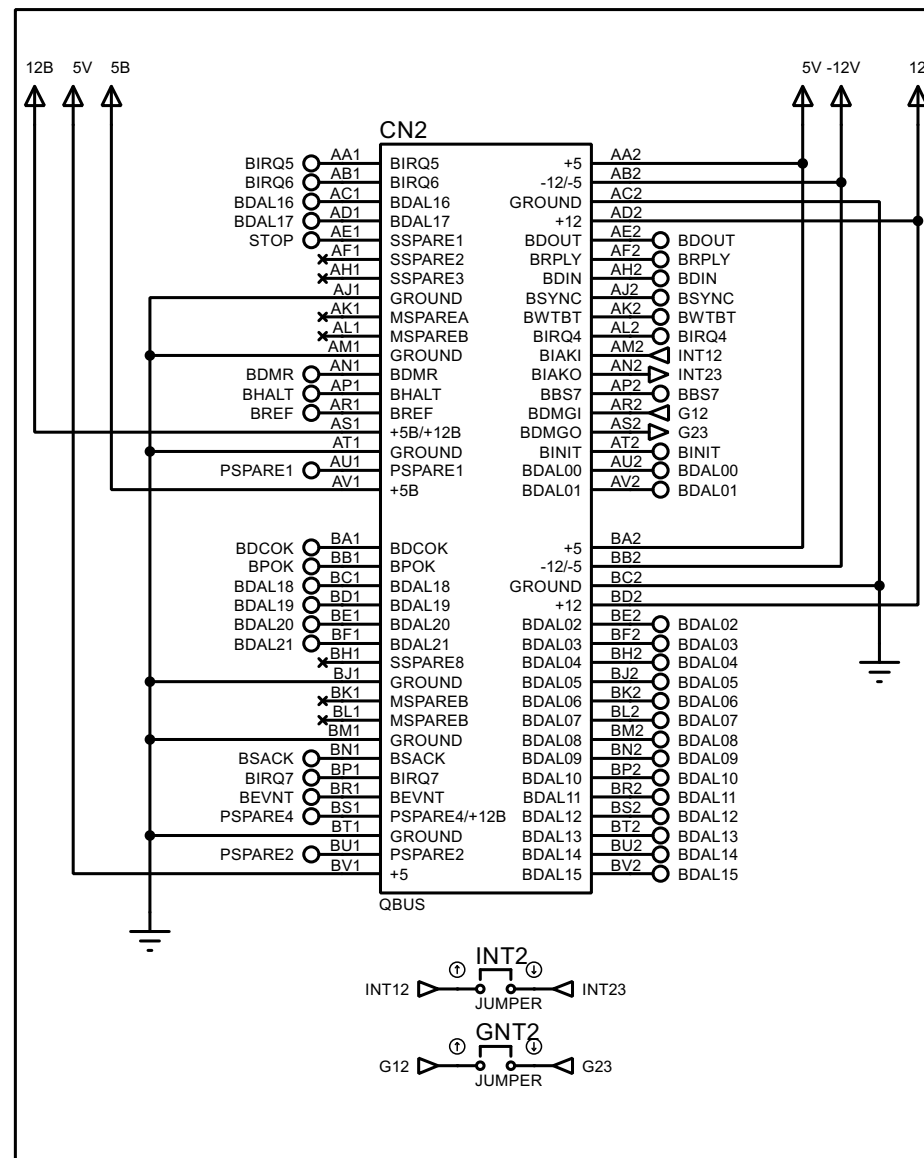 12B 5V 5B 5V -12V 12
CN2
BIRQ5 AA1 BIRQ5 +5 AA2
BIRQ6 AB1 BIRQ6 -12/-5 AB2
BDAL16 AC1 BDAL16 GROUND AC2
BDAL17 AD1 BDAL17 +12 AD2
STOP AE1 SSPARE1 BDOUT AE2 BDOUT
AF1 SSPARE2 BRPLY AF2 BRPLY
AH1 SSPARE3 BDIN AH2 BDIN
AJ1 GROUND BSYNC AJ2 BSYNC
AK1 MSPAREA BWTBT AK2 BWTBT
AL1 MSPAREB BIRQ4 AL2 BIRQ4
AM1 GROUND BIAKI AM2 INT12
BDMR AN1 BDMR BIAKO AN2 INT23
BHALT AP1 BHALT BBS7 AP2 BBS7
BREF AR1 BREF BDMGI AR2 G12
AS1 +5B/+12B BDMGO AS2 G23
AT1 GROUND BINIT AT2 BINIT
PSPARE1 AU1 PSPARE1 BDAL00 AU2 BDAL00
AV1 +5B BDAL01 AV2 BDAL01
BDCOK BA1 BDCOK +5 BA2
BPOK BB1 BPOK -12/-5 BB2
BDAL18 BC1 BDAL18 GROUND BC2
BDAL19 BD1 BDAL19 +12 BD2
BDAL20 BE1 BDAL20 BDAL02 BE2 BDAL02
BDAL21 BF1 BDAL21 BDAL03 BF2 BDAL03
BH1 SSPARE8 BDAL04 BH2 BDAL04
BJ1 GROUND BDAL05 BJ2 BDAL05
BK1 MSPAREB BDAL06 BK2 BDAL06
BL1 MSPAREB BDAL07 BL2 BDAL07
BM1 GROUND BDAL08 BM2 BDAL08
BSACK BN1 BSACK BDAL09 BN2 BDAL09
BIRQ7 BP1 BIRQ7 BDAL10 BP2 BDAL10
BEVNT BR1 BEVNT BDAL11 BR2 BDAL11
PSPARE4 BS1 PSPARE4/+12B BDAL12 BS2 BDAL12
BT1 GROUND BDAL13 BT2 BDAL13
PSPARE2 BU1 PSPARE2 BDAL14 BU2 BDAL14
BV1 +5 BDAL15 BV2 BDAL15
QBUS
INT2
INT12 INT23
JUMPER
GNT2
G12 G23
JUMPER